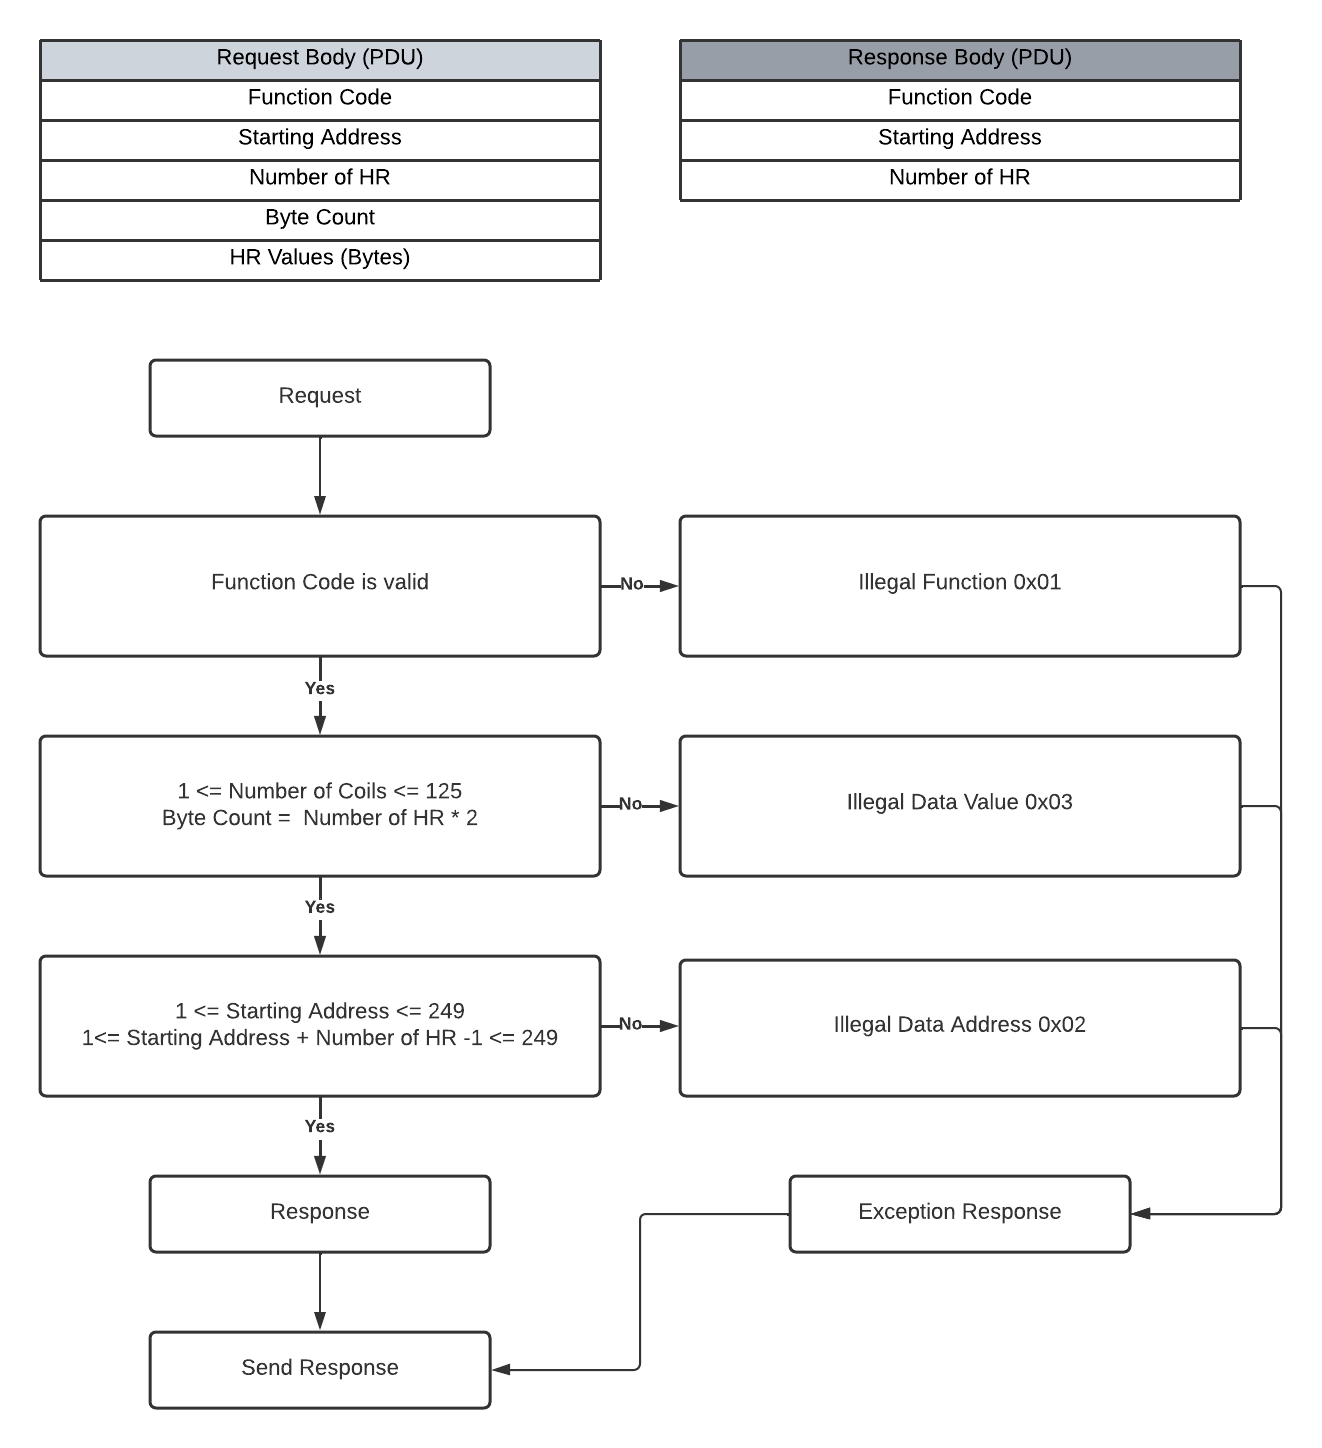 Request Body (PDU)
Function Code
Starting Address
Number of HR
Byte Count
HR Values (Bytes)
Response Body (PDU)
Function Code
Starting Address
Number of HR
Request
Function Code is valid
No
Illegal Function 0x01
Yes
1 <= Number of Coils <= 125
Byte Count =  Number of HR * 2
No
Illegal Data Value 0x03
Yes
1 <= Starting Address <= 249
1<= Starting Address + Number of HR -1 <= 249
No
Illegal Data Address 0x02
Yes
Response
Exception Response
Send Response